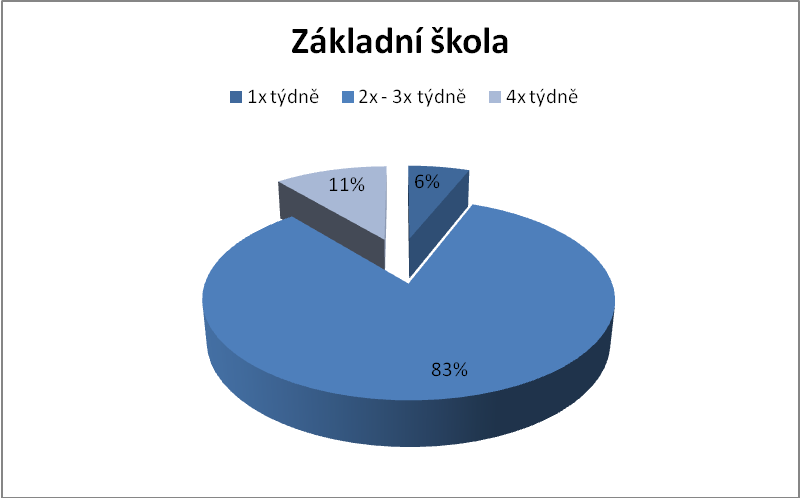 Základní škola
1x týdně 2x - 3x týdně 4x týdně
11% 6%
83%